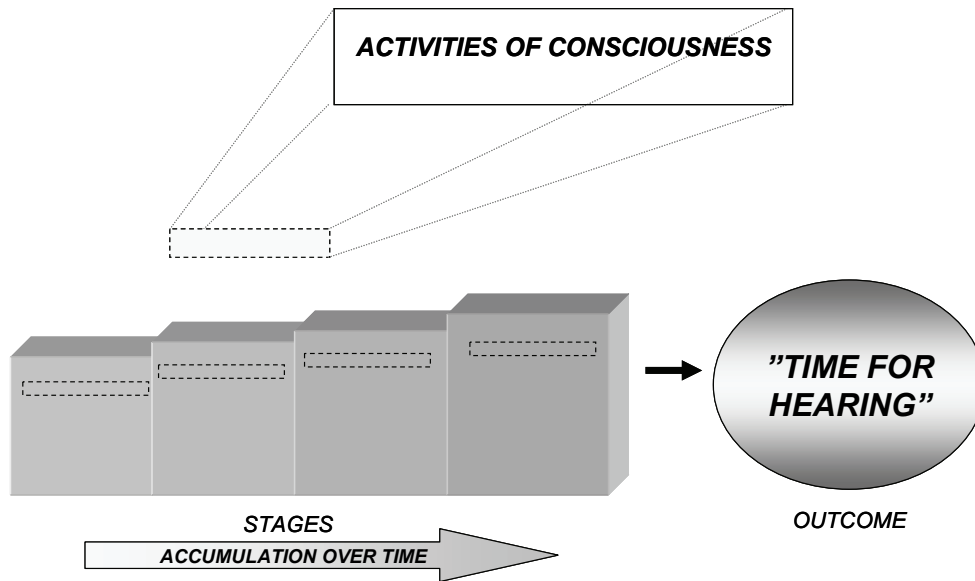 ACTIVITIES OF CONSCIOUSNESS
”TIME FOR
HEARING”
STAGES
OUTCOME
ACCUMULATION OVER TIME